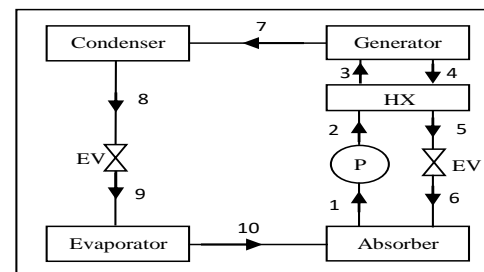 7
Condenser
Generator
3
4
8
HX
2
5
EV
P
EV
9
1
6
10
Evaporator
Absorber